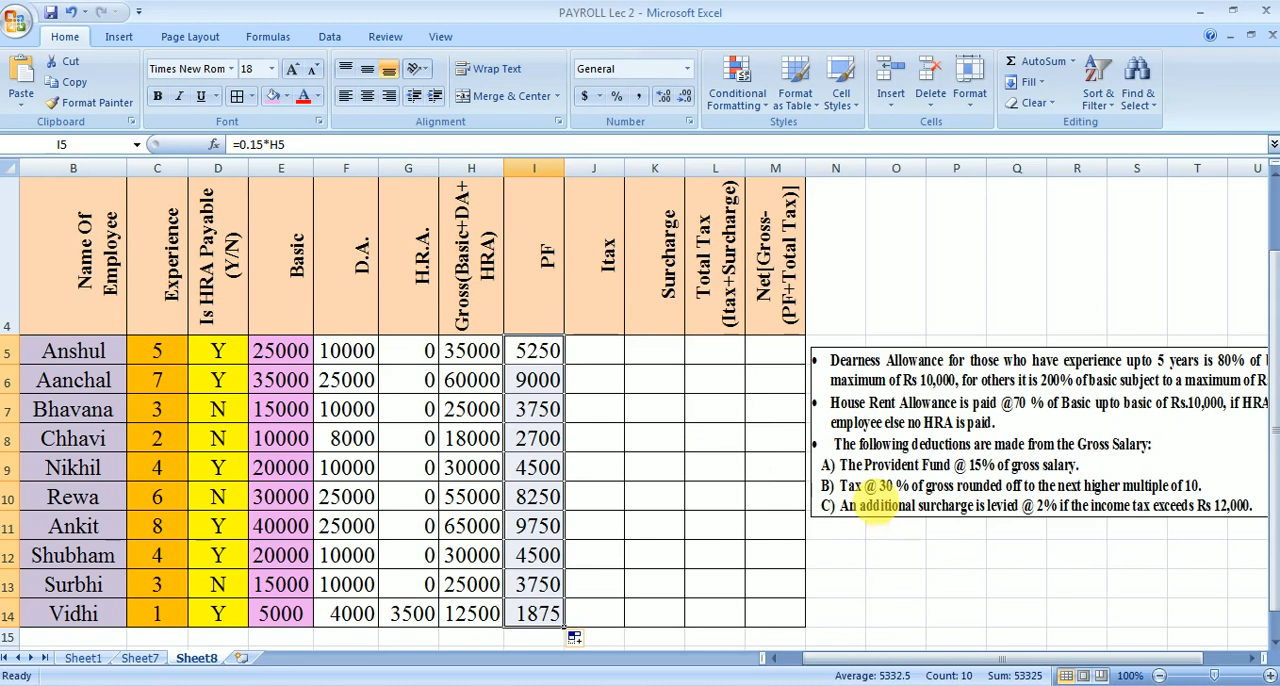 PAYROLL Lec 2 - Microsoft Excel
Home Insert Page Layout Formulas Data Review View
Cut
Copy
Format Painter
Paste
Clipboard
Times New Rom 18
B I U
Font
Wrap Text
Merge & Center
Alignment
General
$ % ,
Number
Conditional Formatting
Format as Table
Cell Styles
Styles
Insert Delete Format
Cells
AutoSum
Fill
Clear
Sort & Filter
Find & Select
Editing
I5 fx =0.15*H5
B C D E F G H I J K L M N O P Q R S T U
4 Name Of Employee Experience Is HRA Payable (Y/N) Basic D.A. H.R.A. Gross(Basic+DA+HRA) PF Itax Surcharge Total Tax (Itax+Surcharge) Net[Gross-(PF+Total Tax)]
5 Anshul 5 Y 25000 10000 0 35000 5250
6 Aanchal 7 Y 35000 25000 0 60000 9000
7 Bhavana 3 N 15000 10000 0 25000 3750
8 Chhavi 2 N 10000 8000 0 18000 2700
9 Nikhil 4 Y 20000 10000 0 30000 4500
10 Rewa 6 N 30000 25000 0 55000 8250
11 Ankit 8 Y 40000 25000 0 65000 9750
12 Shubham 4 Y 20000 10000 0 30000 4500
13 Surbhi 3 N 15000 10000 0 25000 3750
14 Vidhi 1 Y 5000 4000 3500 12500 1875
15
• Dearness Allowance for those who have experience upto 5 years is 80% of
maximum of Rs 10,000, for others it is 200% of basic subject to a maximum of
• House Rent Allowance is paid @70 % of Basic upto basic of Rs.10,000, if HRA
employee else no HRA is paid.
• The following deductions are made from the Gross Salary:
A) The Provident Fund @ 15% of gross salary.
B) Tax @ 30 % of gross rounded off to the next higher multiple of 10.
C) An additional surcharge is levied @ 2% if the income tax exceeds Rs 12,000.
Sheet1 Sheet7 Sheet8
Ready Average: 5332.5 Count: 10 Sum: 53325 100%